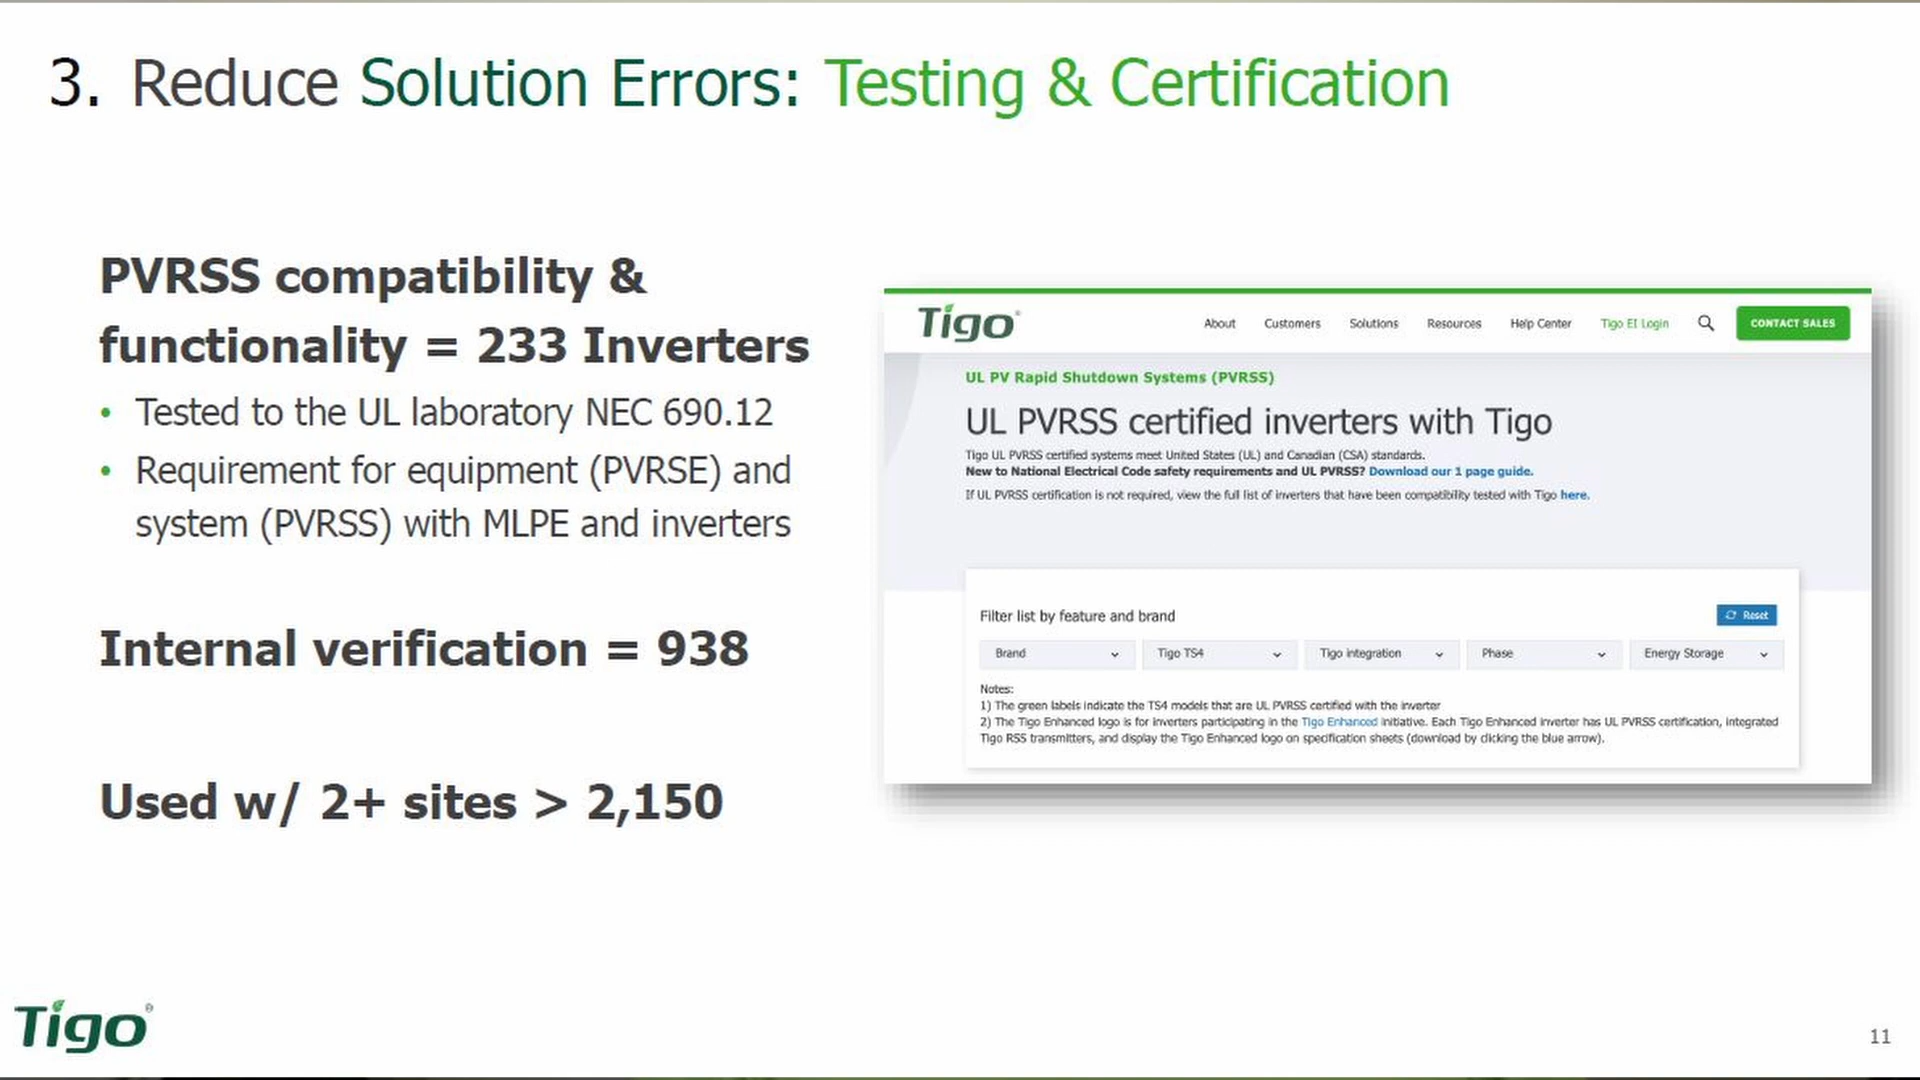 3. Reduce Solution Errors: Testing & Certification
PVRSS compatibility &
functionality = 233 Inverters
• Tested to the UL laboratory NEC 690.12
• Requirement for equipment (PVRSE) and
system (PVRSS) with MLPE and inverters
Internal verification = 938
Used w/ 2+ sites > 2,150
Tigo
About Customers Solutions Resources Help Center Tigo EI Login CONTACT SALES
UL PV Rapid Shutdown Systems (PVRSS)
UL PVRSS certified inverters with Tigo
Tigo UL PVRSS certified systems meet United States (UL) and Canadian (CSA) standards.
New to National Electrical Code safety requirements and UL PVRSS? Download our 1 page guide.
If UL PVRSS certification is not required, view the full list of inverters that have been compatibility tested with Tigo here.
Filter list by feature and brand
Reset
Brand Tigo TS4 Tigo integration Phase Energy Storage
Notes:
1) The green labels indicate the TS4 models that are UL PVRSS certified with the inverter
2) The Tigo Enhanced logo is for inverters participating in the Tigo Enhanced initiative. Each Tigo Enhanced inverter has UL PVRSS certification, integrated
Tigo RSS transmitters, and display the Tigo Enhanced logo on specification sheets (download by clicking the blue arrow).
Tigo®
11